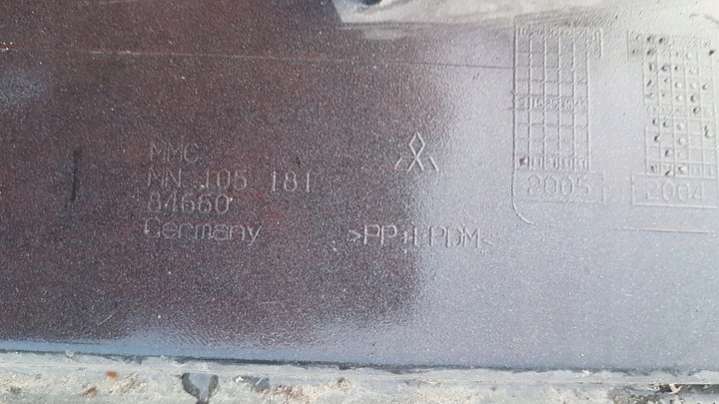 MMC
MN 105 181
84660
Germany
>PP+EPDM<
2005
2004